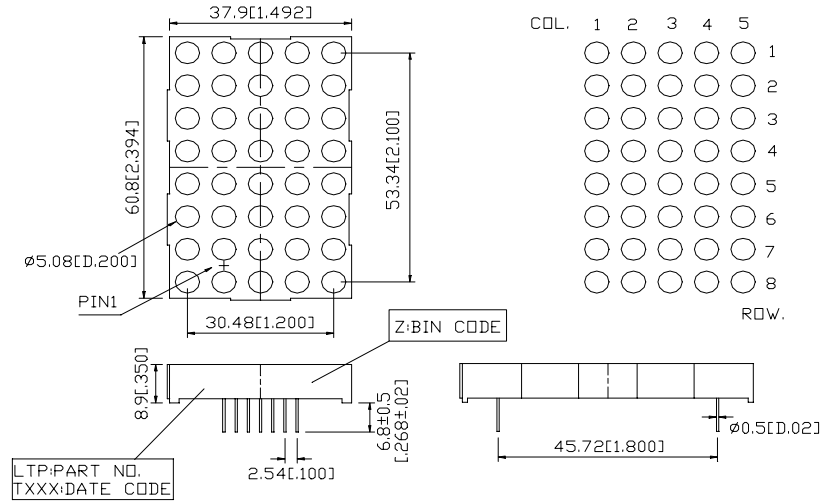 37.9[1.492]
COL. 1 2 3 4 5
1
2
3
4
5
6
7
8
ROW.
60.8[2.394]
53.34[2.100]
Ø5.08[D.200]
PIN1
30.48[1.200]
Z:BIN CODE
8.9[.350]
6.8±0.5
[.268±.02]
2.54[.100]
LTP:PART NO.
TXXX:DATE CODE
45.72[1.800]
Ø0.5[D.02]